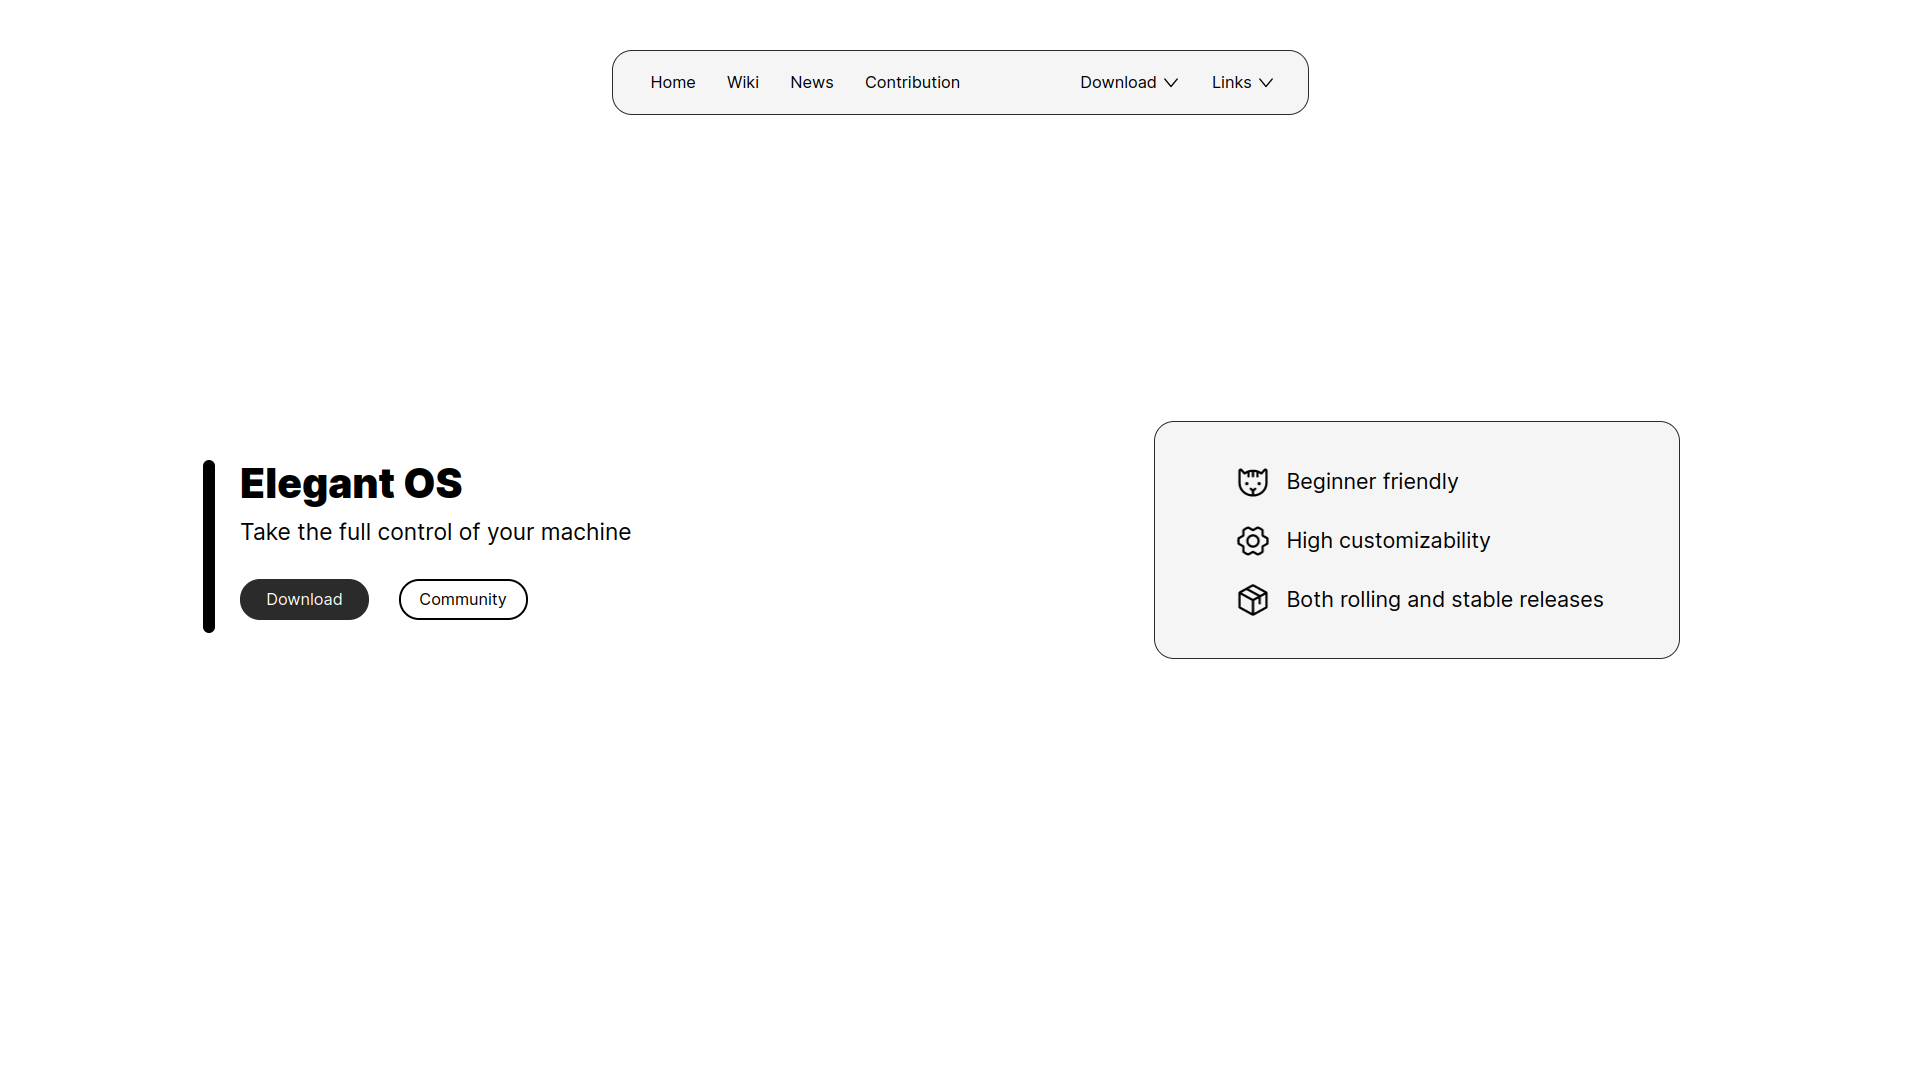 Home Wiki News Contribution Download Links
Elegant OS
Take the full control of your machine
Download Community
Beginner friendly
High customizability
Both rolling and stable releases